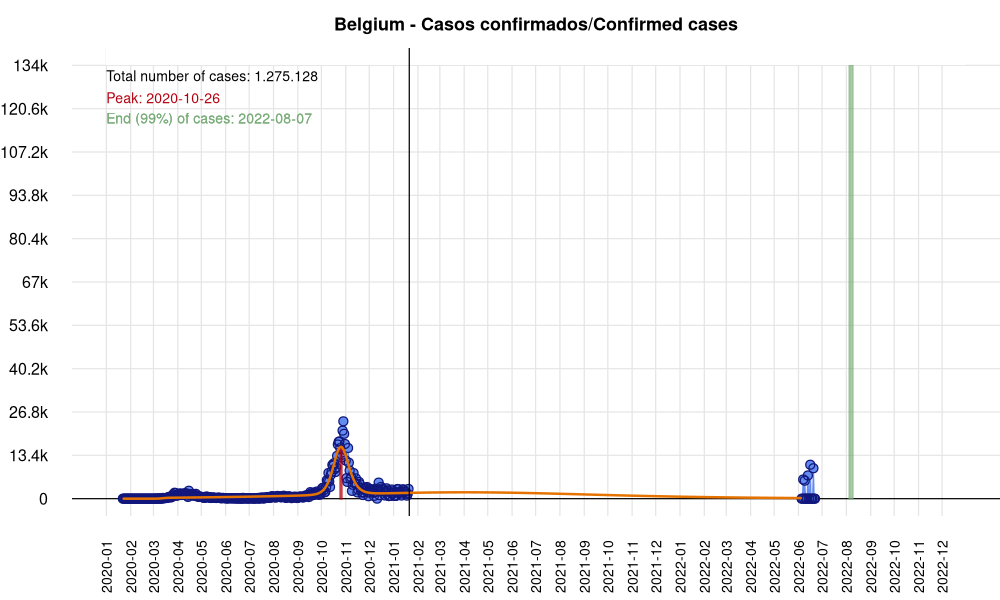 Belgium - Casos confirmados/Confirmed cases
Total number of cases: 1.275.128
Peak: 2020-10-26
End (99%) of cases: 2022-08-07
134k
120.6k
107.2k
93.8k
80.4k
67k
53.6k
40.2k
26.8k
13.4k
0
2020-01
2020-02
2020-03
2020-04
2020-05
2020-06
2020-07
2020-08
2020-09
2020-10
2020-11
2020-12
2021-01
2021-02
2021-03
2021-04
2021-05
2021-06
2021-07
2021-08
2021-09
2021-10
2021-11
2021-12
2022-01
2022-02
2022-03
2022-04
2022-05
2022-06
2022-07
2022-08
2022-09
2022-10
2022-11
2022-12